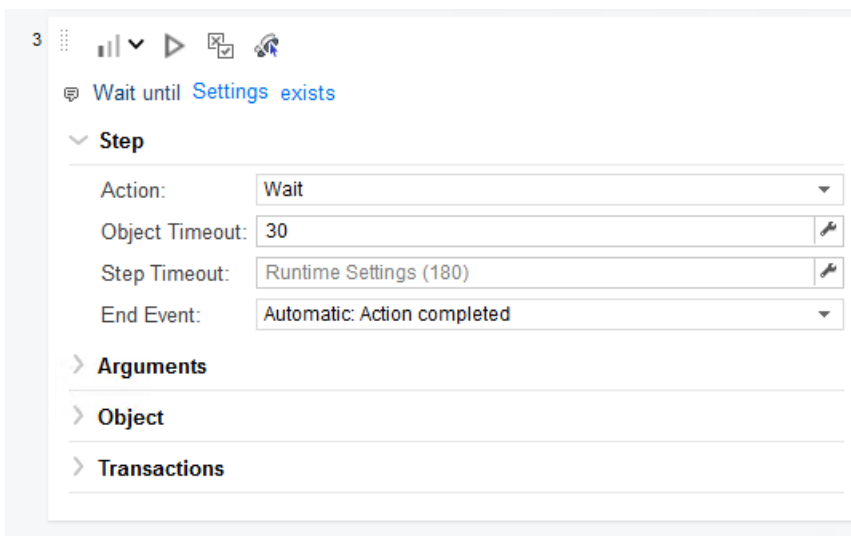 3
Wait until Settings exists
Step
Action: Wait
Object Timeout: 30
Step Timeout: Runtime Settings (180)
End Event: Automatic: Action completed
Arguments
Object
Transactions